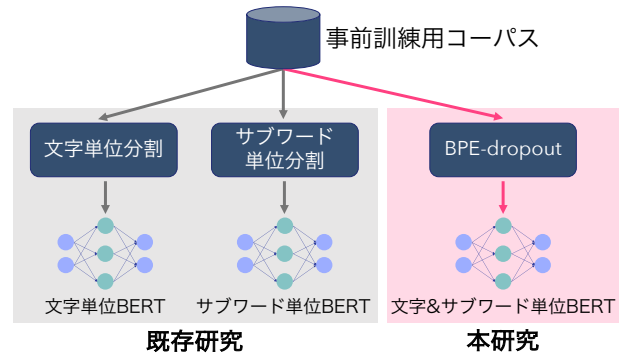 事前訓練用コーパス
文字単位分割
サブワード
単位分割
BPE-dropout
文字単位BERT
サブワード単位BERT
文字&サブワード単位BERT
既存研究
本研究